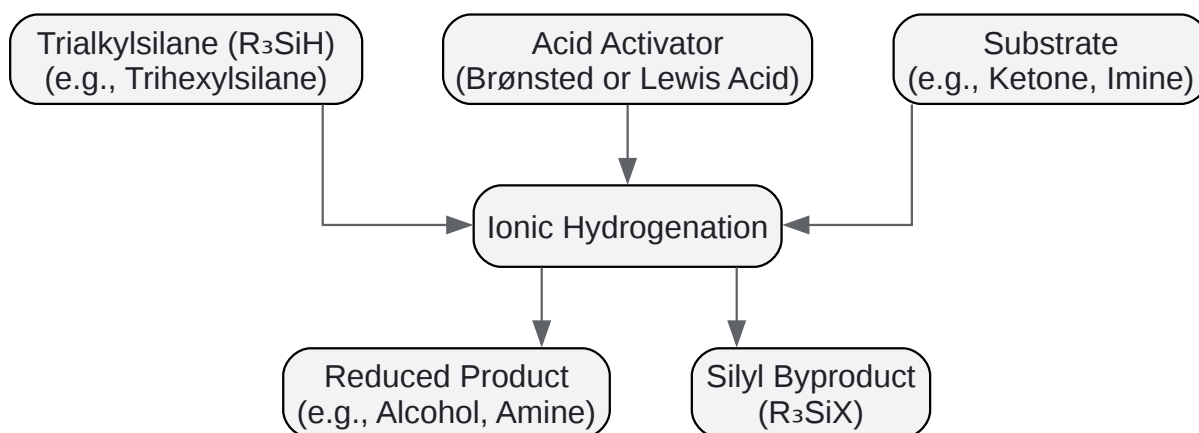 Trialkylsilane (R₃SiH)
(e.g., Trihexylsilane)
Acid Activator
(Brønsted or Lewis Acid)
Substrate
(e.g., Ketone, Imine)
Ionic Hydrogenation
Reduced Product
(e.g., Alcohol, Amine)
Silyl Byproduct
(R₃SiX)